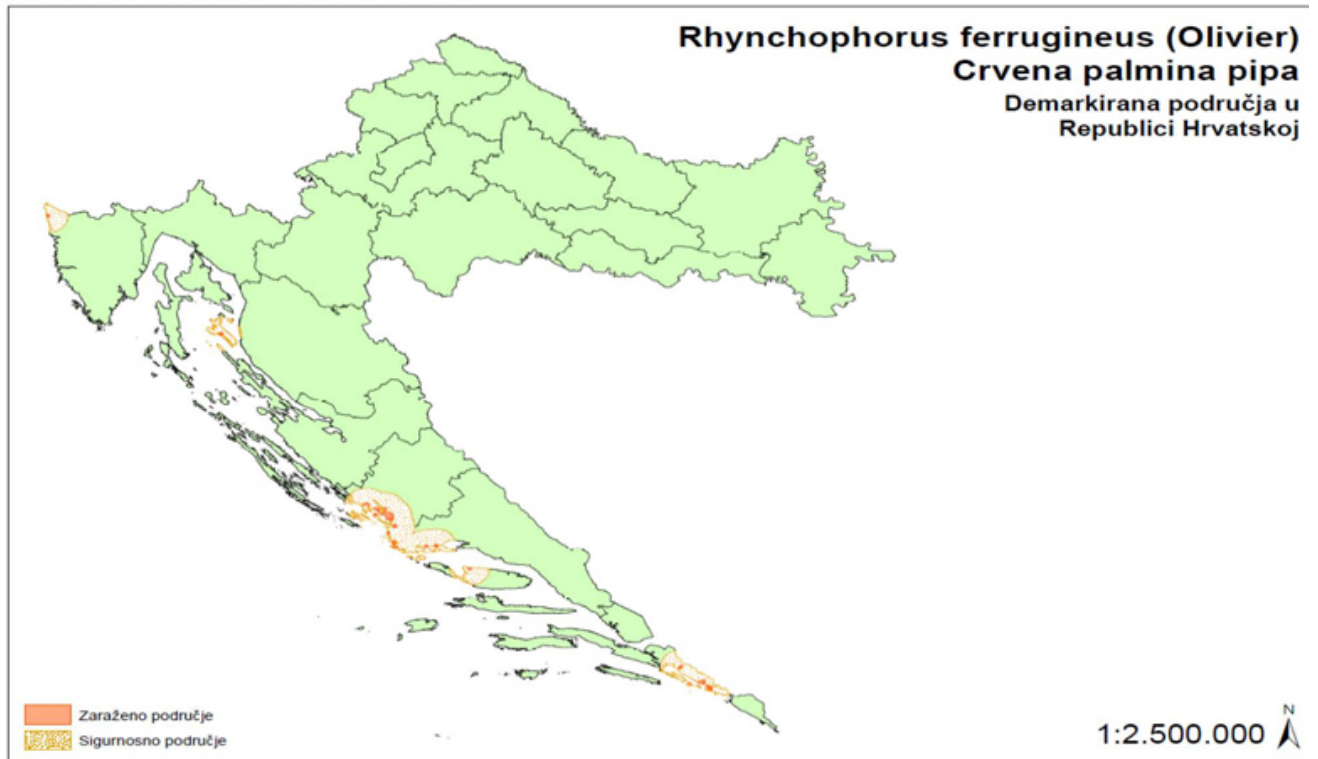 Rhynchophorus ferrugineus (Olivier)
Crvena palmina pipa
Demarkirana područja u
Republici Hrvatskoj
Zaraženo područje
Sigurnosno područje
N
1:2.500.000